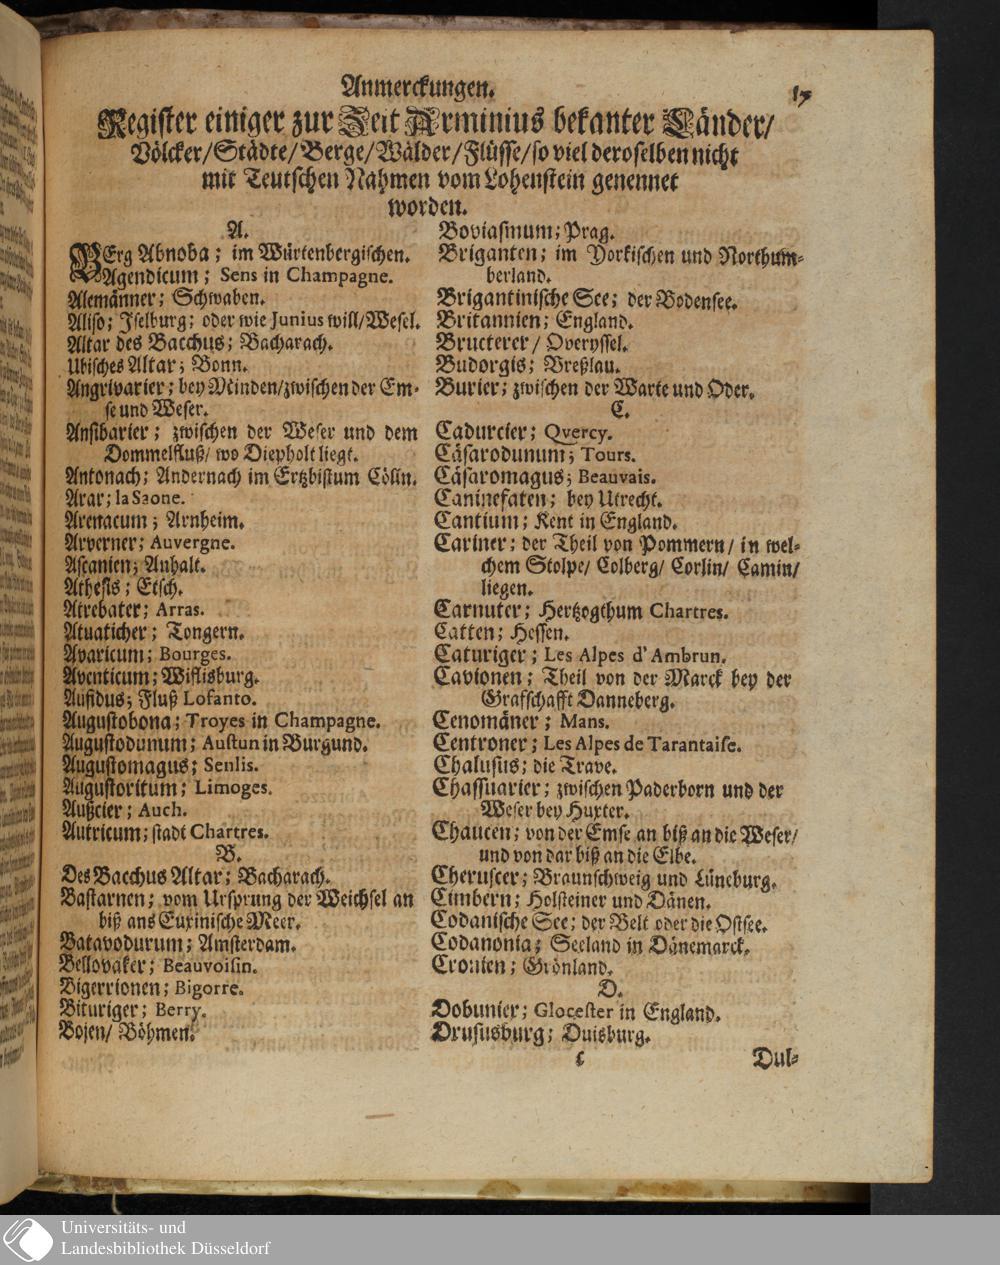 Anmerckungen.
17
Register einiger zur Zeit Arminius bekanter Länder/
Völcker/Städte/Berge/Wälder/Flüsse/so viel deroselben nicht
mit Teutschen Nahmen vom Lohenstein genennet
worden.
A.
BErg Abnoba; im Würtenbergischen.
Agendicum; Sens in Champagne.
Alemänner; Schwaben.
Aliso; Iselburg; oder wie Junius will/Wesel.
Altar des Bacchus; Bacharach.
Ubisches Altar; Bonn.
Angrivarier; bey Minden/zwischen der Em-
se und Weser.
Ansibarier; zwischen der Weser und dem
Dommelfluß/ wo Diepholt liegt.
Antonach; Andernach im Ertzbistum Cölln.
Arar; la Saone.
Arenacum; Arnheim.
Arverner; Auvergne.
Ascanien; Anhalt.
Athesis; Etsch.
Atrebater; Arras.
Atuaticher; Tongern.
Avaricum; Bourges.
Aventicum; Wiflisburg.
Aufidus; Fluß Lofanto.
Augustobona; Troyes in Champagne.
Augustodunum; Austun in Burgund.
Augustomagus; Senlis.
Augustoritum; Limoges.
Außcier; Auch.
Autricum; stadt Chartres.
B.
Des Bacchus Altar; Bacharach.
Bastarnen; vom Ursprung der Weichsel an
biß ans Euxinische Meer.
Batavodurum; Amsterdam.
Bellovaker; Beauvoisin.
Bigerrionen; Bigorre.
Bituriger; Berry.
Bojen/ Böhmen.
Boviasmum; Prag.
Briganten; im Yorkischen und Northum-
berland.
Brigantinische See; der Bodensee.
Britannien; England.
Bructerer/ Overyssel.
Budorgis; Breßlau.
Burier; zwischen der Warte und Oder.
C.
Cadurcier; Qvercy.
Cäsarodunum; Tours.
Cäsaromagus; Beauvais.
Caninefaten; bey Utrecht.
Cantium; Kent in England.
Cariner; der Theil von Pommern/ in wel-
chem Stolpe/ Colberg/ Corlin/ Camin/
liegen.
Carnuter; Hertzogthum Chartres.
Catten; Hessen.
Caturiger; Les Alpes d' Ambrun.
Cavionen; Theil von der Marck bey der
Grafschafft Danneberg.
Cenomäner; Mans.
Centroner; Les Alpes de Tarantaise.
Chalusus; die Trave.
Chassuarier; zwischen Paderborn und der
Weser bey Huxter.
Chaucen; von der Emse an biß an die Weser/
und von dar biß an die Elbe.
Cheruscer; Braunschweig und Lüneburg.
Cimbern; Holsteiner und Dänen.
Codanische See; der Belt oder die Ostsee.
Codanonia; Seeland in Dänemarck.
Cronien; Grönland.
D.
Dobunier; Glocester in England.
Drususburg; Duisburg.
c
Dul-
Universitäts- und
Landesbibliothek Düsseldorf